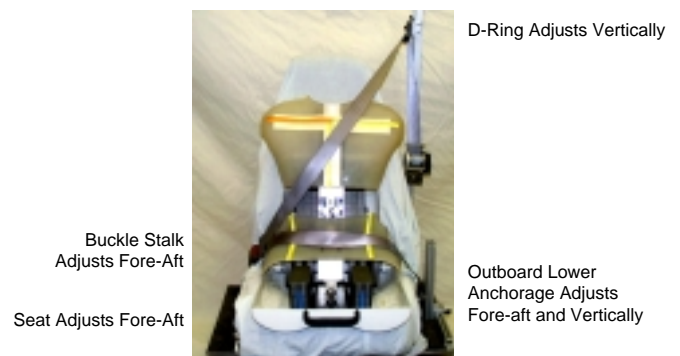 D-Ring Adjusts Vertically
Buckle Stalk
Adjusts Fore-Aft
Outboard Lower
Anchorage Adjusts
Fore-aft and Vertically
Seat Adjusts Fore-Aft